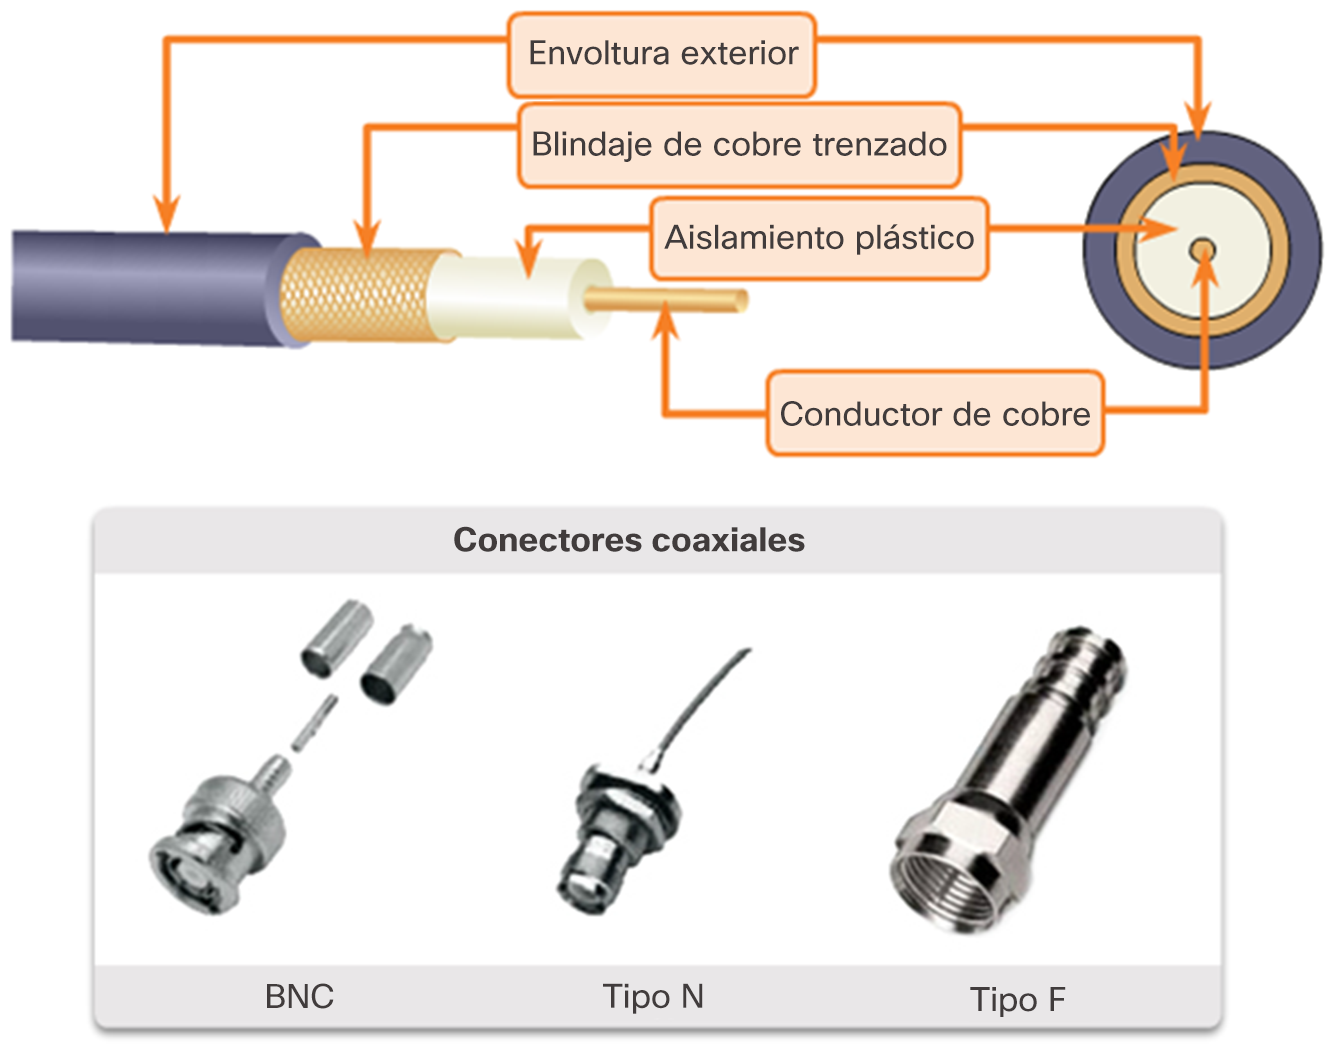 Envoltura exterior
Blindaje de cobre trenzado
Aislamiento plástico
Conductor de cobre
Conectores coaxiales
BNC
Tipo N
Tipo F